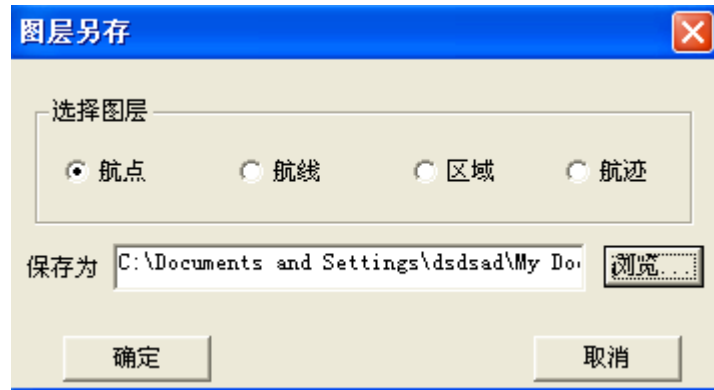 图层另存
选择图层
航点 航线 区域 航迹
保存为 C:\Documents and Settings\dsdsad\My Do 浏览...
确定 取消